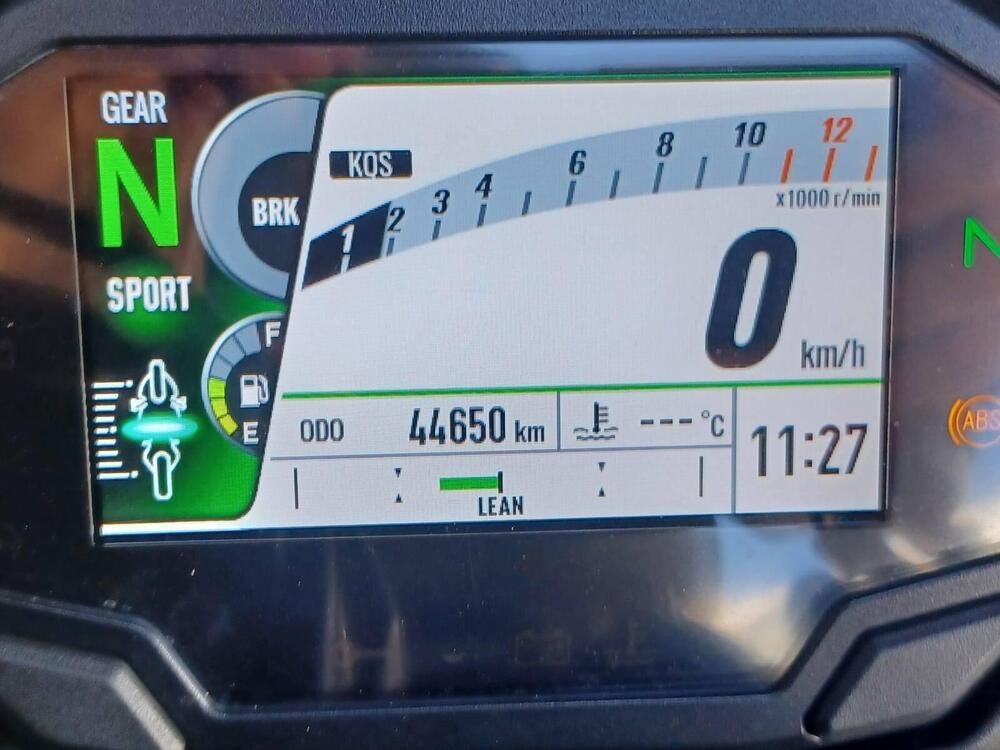 GEAR
N
SPORT
BRK
F
E
KQS
1 2 3 4 6 8 10 12
x1000 r/min
0 km/h
ODO 44650 km
--- °C
11:27
LEAN
N
ABS